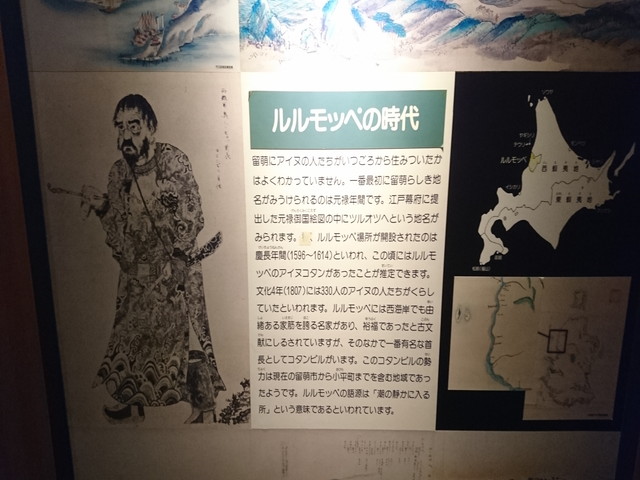 ルルモッペの時代
留萌にアイヌの人たちがいつごろから住みついたか
はよくわかっていません。一番最初に留萌らしき地
名がみうけられるのは元禄年間です。江戸幕府に提
出した元禄御国絵図の中にツルオツへという地名が
みられます。 ルルモッペ場所が開設されたのは
慶長年間(1596〜1614)といわれ、この頃にはルルモ
ッペのアイヌコタンがあったことが推定できます。
文化4年(1807)には330人のアイヌの人たちがくらし
ていたといわれます。ルルモッペには西海岸でも由
緒ある家筋を誇る名家があり、裕福であったと古文
献にしるされていますが、そのなかで一番有名な酋
長としてコタンビルがいます。このコタンビルの勢
力は現在の留萌市から小平町までを含む地域であっ
たようです。ルルモッペの語源は「潮の静かに入る
所」という意味であるといわれています。
ソウヤ
ルルモッペ
西蝦夷地
東蝦夷地
イシカリ